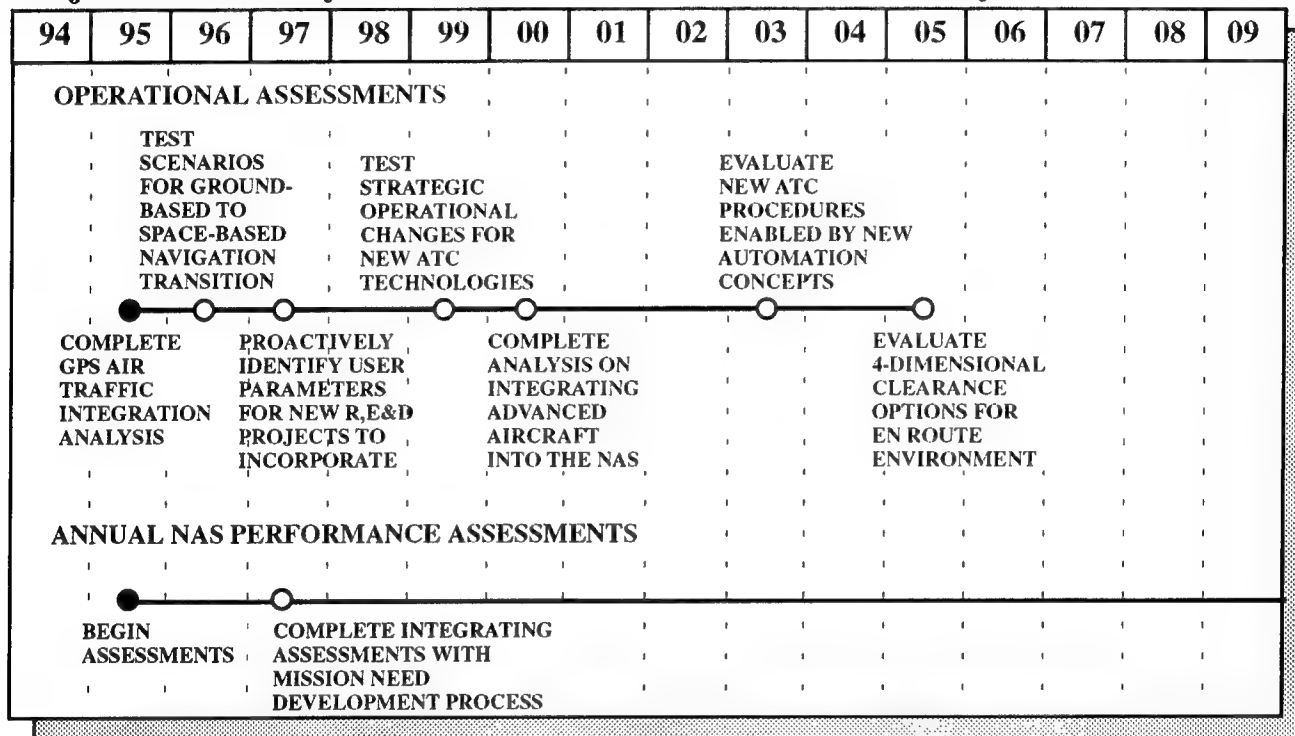 94 95 96 97 98 99 00 01 02 03 04 05 06 07 08 09
OPERATIONAL ASSESSMENTS
TEST
SCENARIOS
FOR GROUND-
BASED TO
SPACE-BASED
NAVIGATION
TRANSITION
TEST
STRATEGIC
OPERATIONAL
CHANGES FOR
NEW ATC
TECHNOLOGIES
EVALUATE
NEW ATC
PROCEDURES
ENABLED BY NEW
AUTOMATION
CONCEPTS
COMPLETE
GPS AIR
TRAFFIC
INTEGRATION
ANALYSIS
PROACTIVELY
IDENTIFY USER
PARAMETERS
FOR NEW R,E&D
PROJECTS TO
INCORPORATE
COMPLETE
ANALYSIS ON
INTEGRATING
ADVANCED
AIRCRAFT
INTO THE NAS
EVALUATE
4-DIMENSIONAL
CLEARANCE
OPTIONS FOR
EN ROUTE
ENVIRONMENT
ANNUAL NAS PERFORMANCE ASSESSMENTS
BEGIN
ASSESSMENTS
COMPLETE INTEGRATING
ASSESSMENTS WITH
MISSION NEED
DEVELOPMENT PROCESS